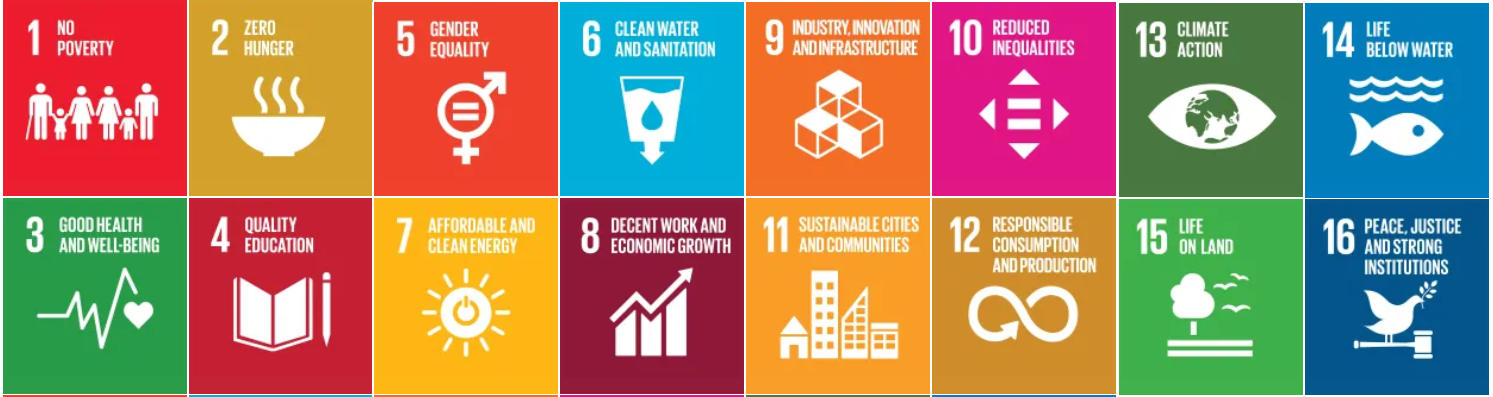 1 NO
POVERTY
2 ZERO
HUNGER
5 GENDER
EQUALITY
6 CLEAN WATER
AND SANITATION
9 INDUSTRY, INNOVATION
AND INFRASTRUCTURE
10 REDUCED
INEQUALITIES
13 CLIMATE
ACTION
14 LIFE
BELOW WATER
3 GOOD HEALTH
AND WELL-BEING
4 QUALITY
EDUCATION
7 AFFORDABLE AND
CLEAN ENERGY
8 DECENT WORK AND
ECONOMIC GROWTH
11 SUSTAINABLE CITIES
AND COMMUNITIES
12 RESPONSIBLE
CONSUMPTION
AND PRODUCTION
15 LIFE
ON LAND
16 PEACE, JUSTICE
AND STRONG
INSTITUTIONS